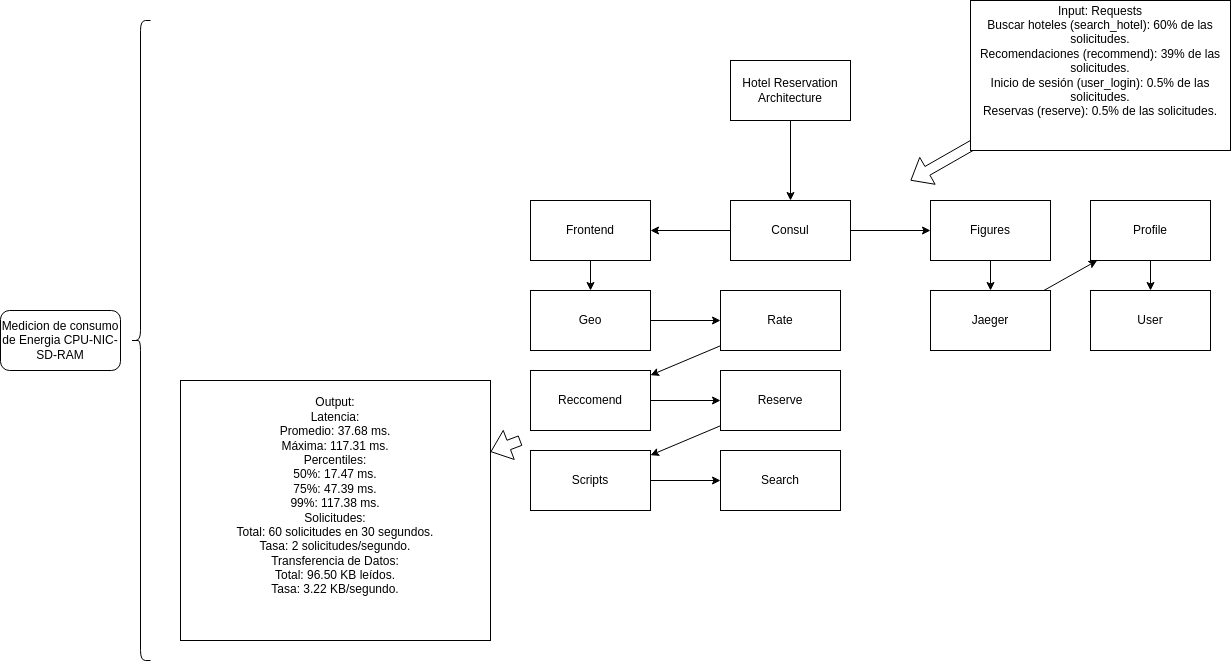 Input: Requests
Buscar hoteles (search_hotel): 60% de las
solicitudes.
Recomendaciones (recommend): 39% de las
solicitudes.
Inicio de sesión (user_login): 0.5% de las
solicitudes.
Reservas (reserve): 0.5% de las solicitudes.
Hotel Reservation
Architecture
Frontend
Consul
Figures
Profile
Geo
Rate
Jaeger
User
Medicion de consumo
de Energia CPU-NIC-
SD-RAM
Reccomend
Reserve
Scripts
Search
Output:
Latencia:
Promedio: 37.68 ms.
Máxima: 117.31 ms.
Percentiles:
50%: 17.47 ms.
75%: 47.39 ms.
99%: 117.38 ms.
Solicitudes:
Total: 60 solicitudes en 30 segundos.
Tasa: 2 solicitudes/segundo.
Transferencia de Datos:
Total: 96.50 KB leídos.
Tasa: 3.22 KB/segundo.